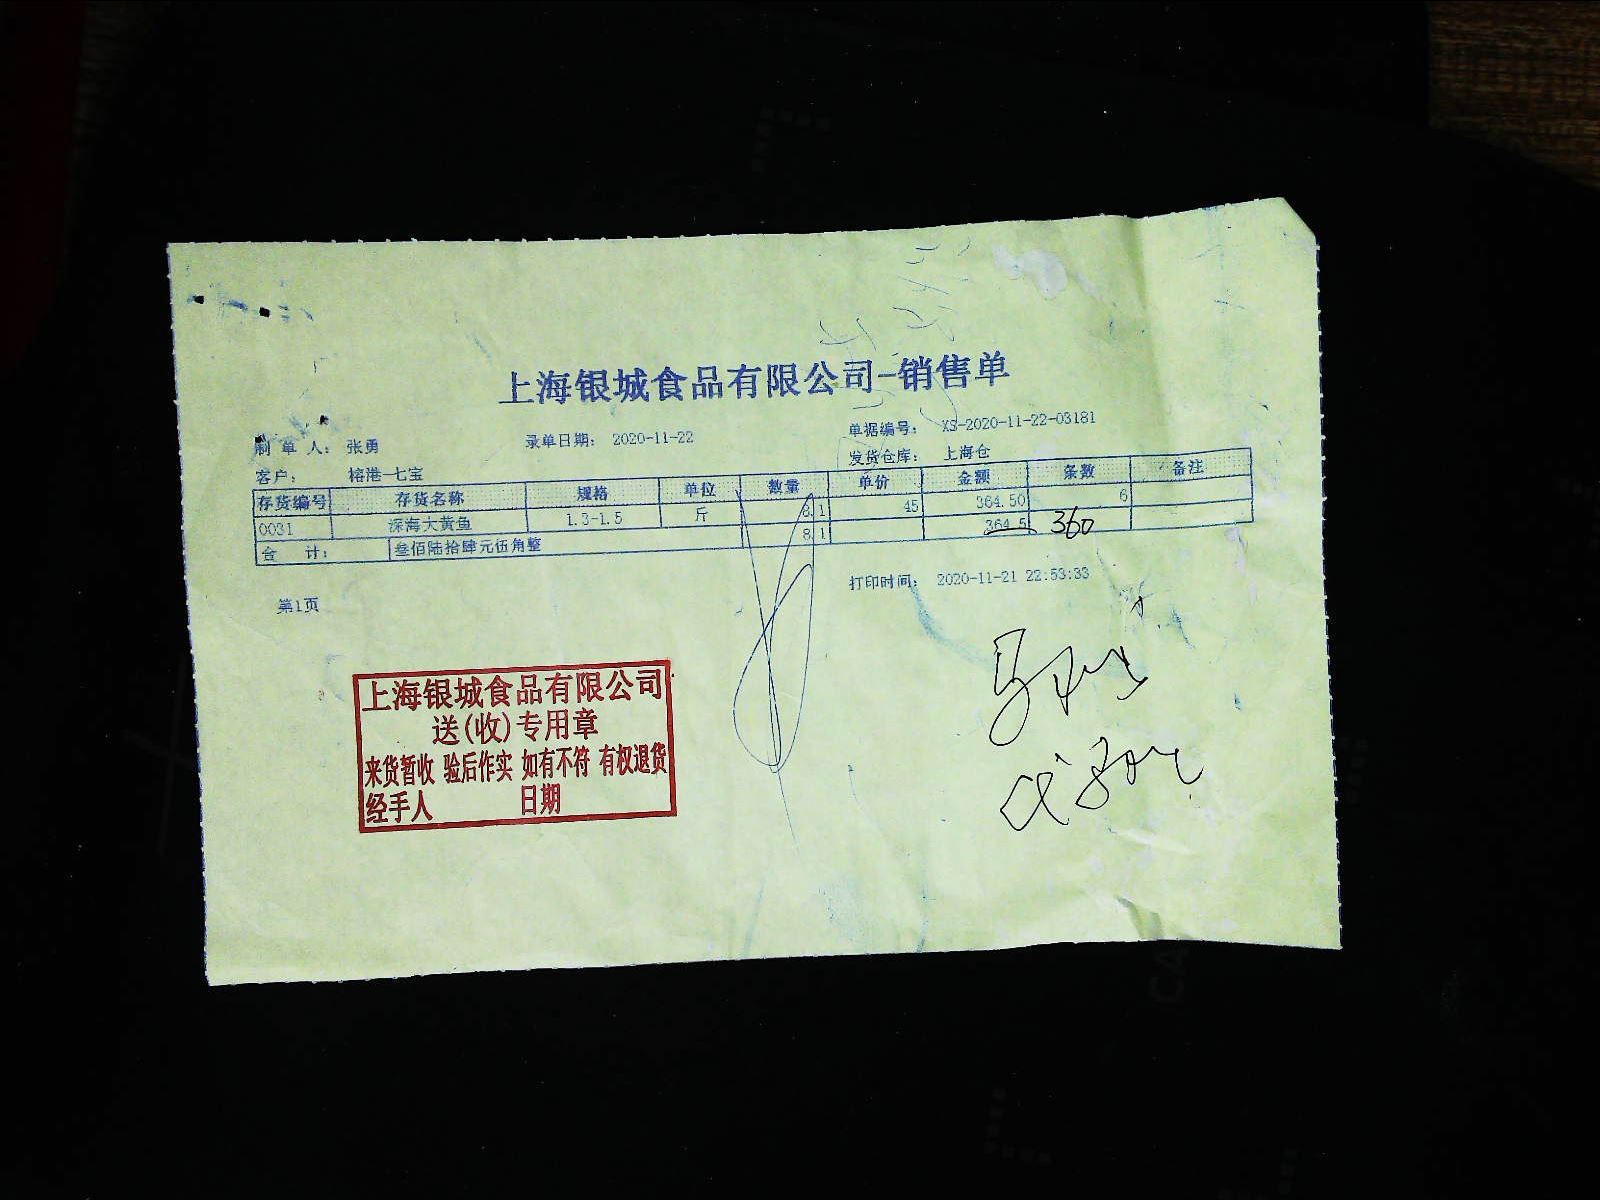 上海银城食品有限公司-销售单
制 单 人： 张勇 录单日期： 2020-11-22 单据编号： XS-2020-11-22-03181
客户： 榕港-七宝 发货仓库： 上海仓
存货编号 存货名称 规格 单位 数量 单价 金额 条数 备注
0031 深海大黄鱼 1.3-1.5 斤 8.1 45 364.50 6
合 计： 叁佰陆拾肆元伍角整 8.1 364.5 360
第1页 打印时间： 2020-11-21 22:53:33
上海银城食品有限公司
送(收)专用章
来货暂收 验后作实 如有不符 有权退货
经手人 日期